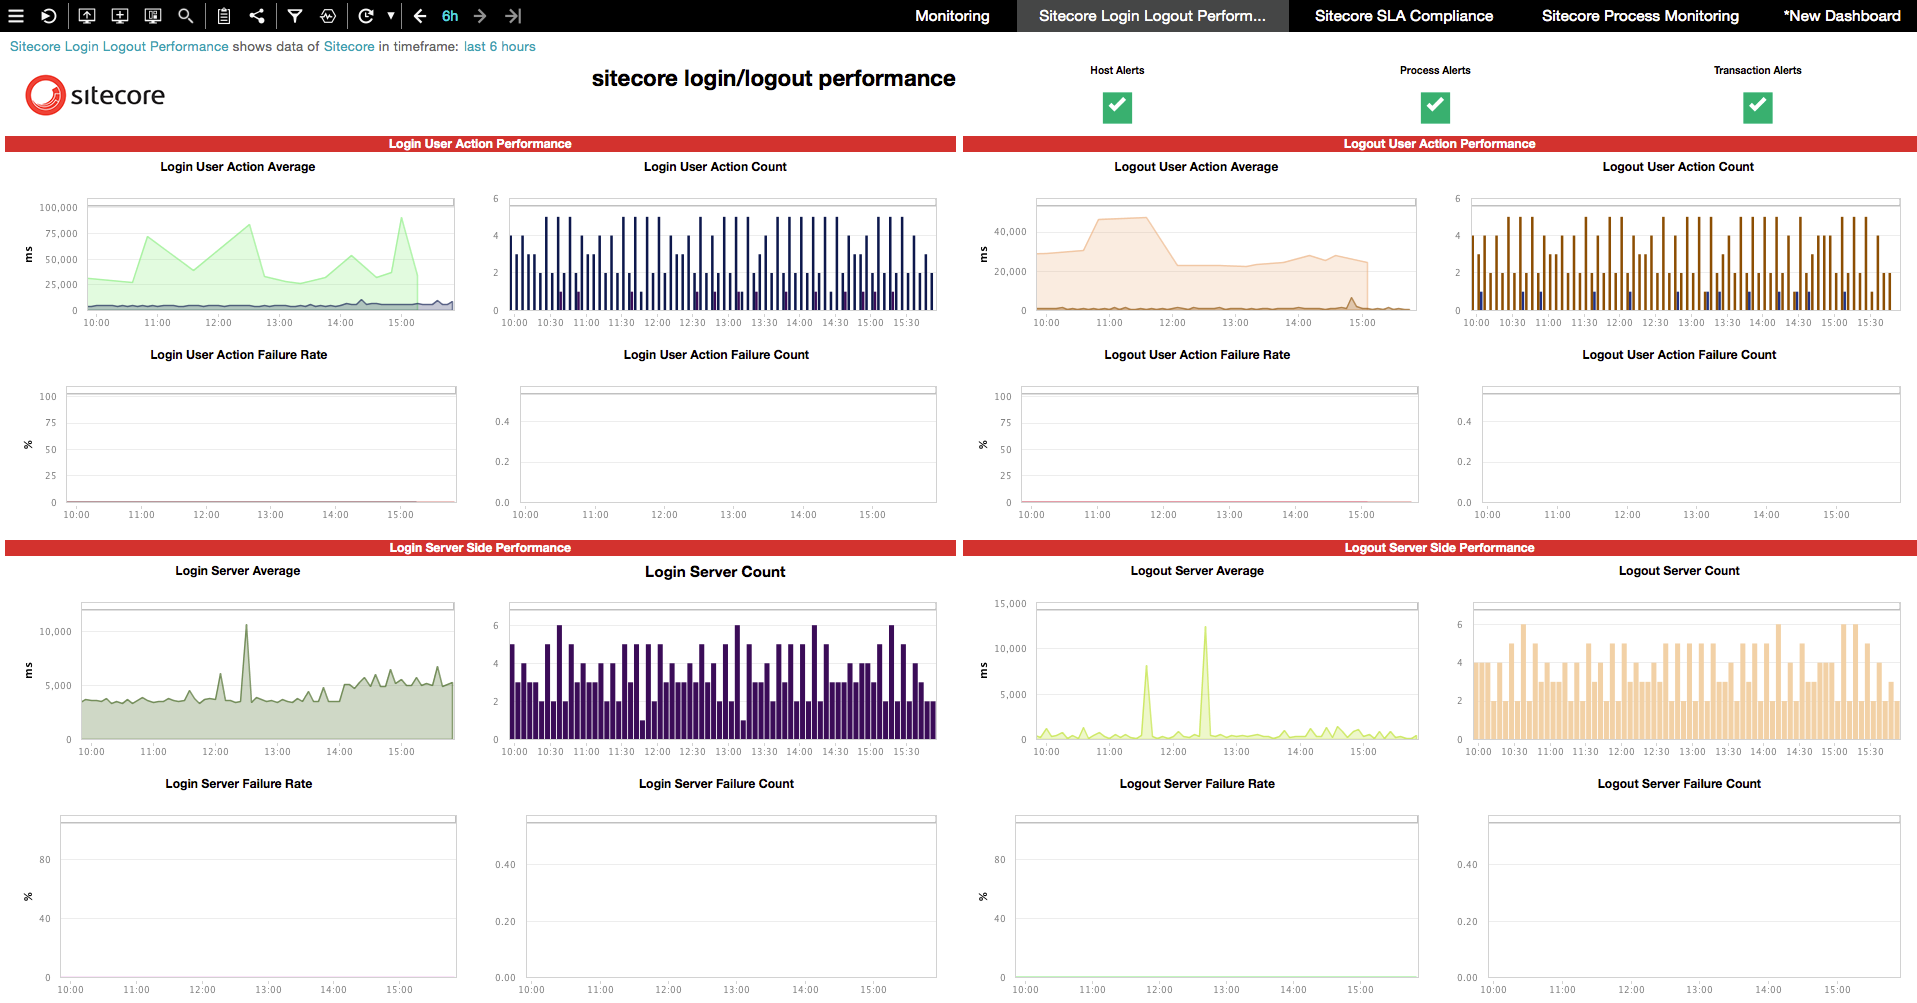 6h
Monitoring
Sitecore Login Logout Perform...
Sitecore SLA Compliance
Sitecore Process Monitoring
*New Dashboard
Sitecore Login Logout Performance shows data of Sitecore in timeframe: last 6 hours
sitecore
sitecore login/logout performance
Host Alerts
Process Alerts
Transaction Alerts
Login User Action Performance
Login User Action Average
ms
100,000
75,000
50,000
25,000
0
10:00 11:00 12:00 13:00 14:00 15:00
Login User Action Count
6
4
2
0
10:00 10:30 11:00 11:30 12:00 12:30 13:00 13:30 14:00 14:30 15:00 15:30
Logout User Action Performance
Logout User Action Average
ms
40,000
20,000
0
10:00 11:00 12:00 13:00 14:00 15:00
Logout User Action Count
6
4
2
0
10:00 10:30 11:00 11:30 12:00 12:30 13:00 13:30 14:00 14:30 15:00 15:30
Login User Action Failure Rate
%
100
75
50
25
0
10:00 11:00 12:00 13:00 14:00 15:00
Login User Action Failure Count
0.4
0.2
0.0
10:00 11:00 12:00 13:00 14:00 15:00
Logout User Action Failure Rate
%
100
75
50
25
0
10:00 11:00 12:00 13:00 14:00 15:00
Logout User Action Failure Count
0.4
0.2
0.0
10:00 11:00 12:00 13:00 14:00 15:00
Login Server Side Performance
Login Server Average
ms
10,000
5,000
0
10:00 11:00 12:00 13:00 14:00 15:00
Login Server Count
6
4
2
0
10:00 10:30 11:00 11:30 12:00 12:30 13:00 13:30 14:00 14:30 15:00 15:30
Logout Server Side Performance
Logout Server Average
ms
15,000
10,000
5,000
0
10:00 11:00 12:00 13:00 14:00 15:00
Logout Server Count
6
4
2
0
10:00 10:30 11:00 11:30 12:00 12:30 13:00 13:30 14:00 14:30 15:00 15:30
Login Server Failure Rate
%
80
40
0
10:00 11:00 12:00 13:00 14:00 15:00
Login Server Failure Count
0.40
0.20
0.00
10:00 11:00 12:00 13:00 14:00 15:00
Logout Server Failure Rate
%
80
40
0
10:00 11:00 12:00 13:00 14:00 15:00
Logout Server Failure Count
0.40
0.20
0.00
10:00 11:00 12:00 13:00 14:00 15:00